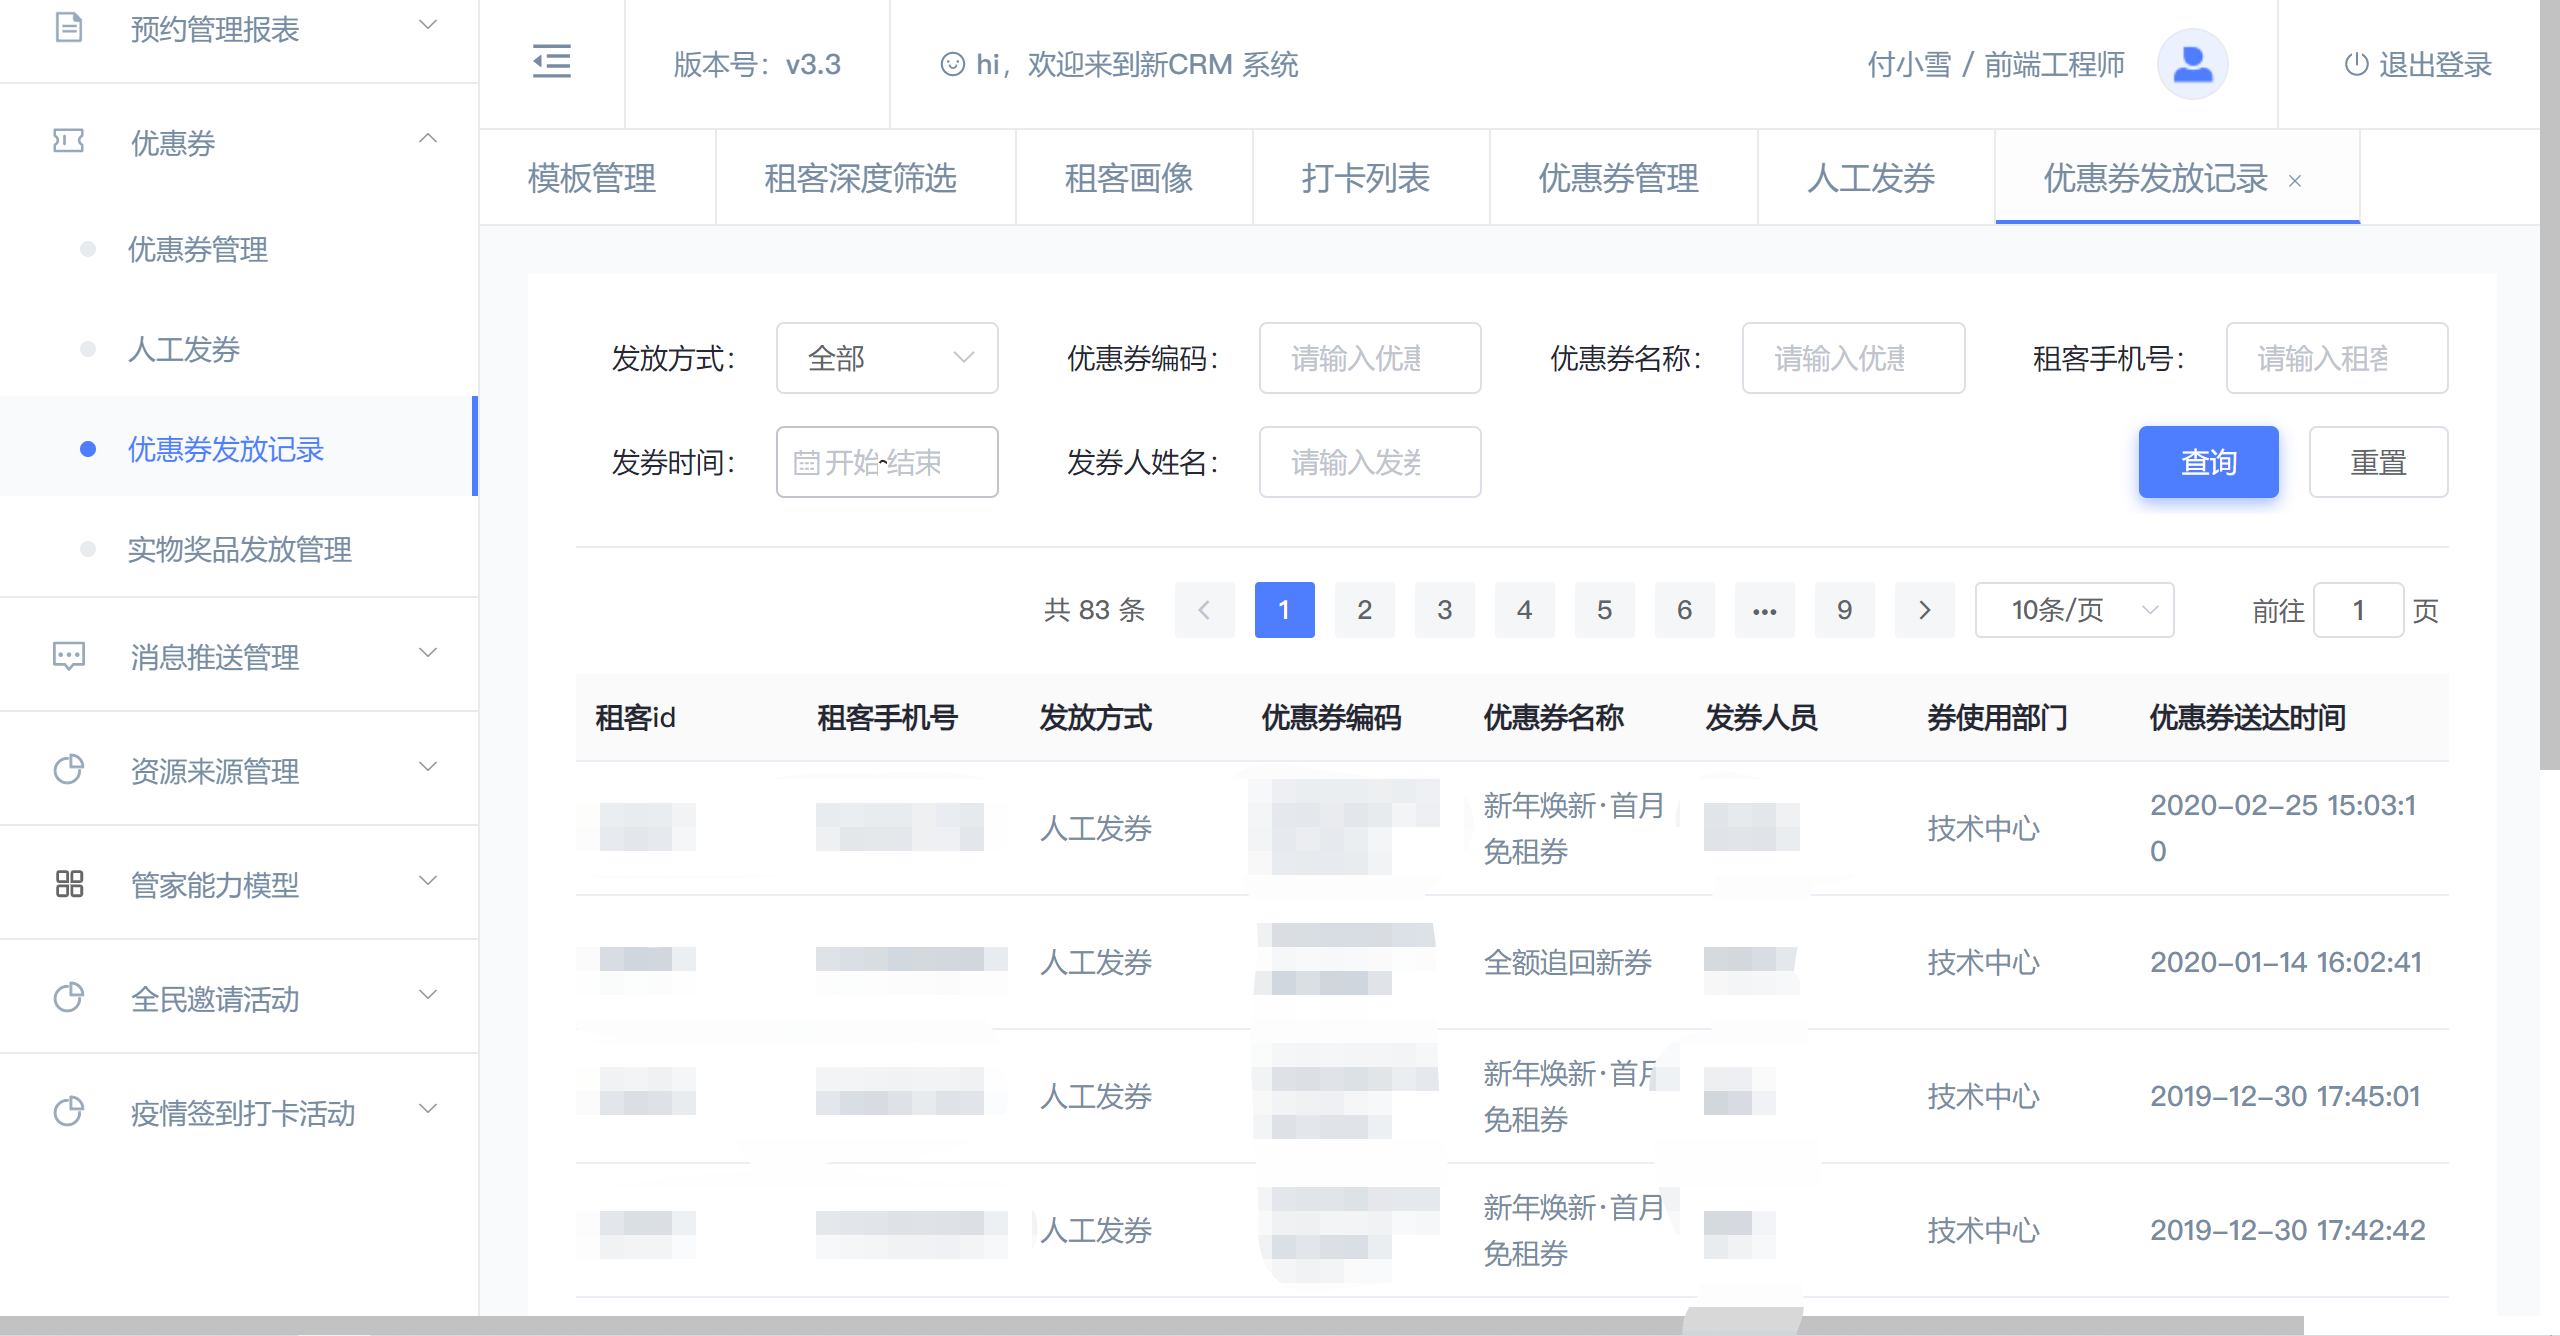 预约管理报表
优惠券
优惠券管理
人工发券
优惠券发放记录
实物奖品发放管理
消息推送管理
资源来源管理
管家能力模型
全民邀请活动
疫情签到打卡活动
版本号：v3.3
hi，欢迎来到新CRM 系统
付小雪 / 前端工程师
退出登录
模板管理 租客深度筛选 租客画像 打卡列表 优惠券管理 人工发券 优惠券发放记录 ×
发放方式： 全部 优惠券编码： 请输入优惠 优惠券名称： 请输入优惠 租客手机号： 请输入租客
发券时间： 开始~结束 发券人姓名： 请输入发券 查询 重置
共 83 条 1 2 3 4 5 6 ••• 9 10条/页 前往 1 页
租客id 租客手机号 发放方式 优惠券编码 优惠券名称 发券人员 券使用部门 优惠券送达时间
人工发券 新年焕新·首月 技术中心 2020-02-25 15:03:1
免租券 0
人工发券 全额追回新券 技术中心 2020-01-14 16:02:41
人工发券 新年焕新·首月 技术中心 2019-12-30 17:45:01
免租券
人工发券 新年焕新·首月 技术中心 2019-12-30 17:42:42
免租券